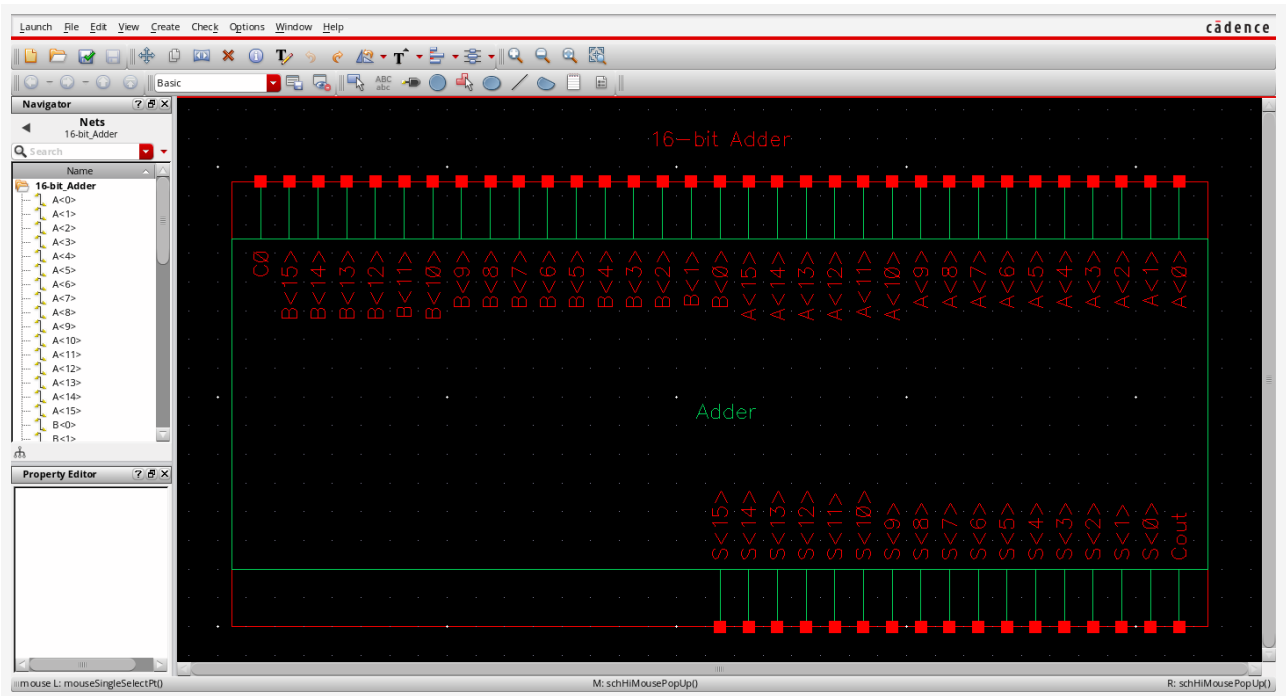 Launch File Edit View Create Check Options Window Help
cādence
Basic
ABC
abc
Navigator
Nets
16-bit_Adder
Search
Name
16-bit_Adder
A<0>
A<1>
A<2>
A<3>
A<4>
A<5>
A<6>
A<7>
A<8>
A<9>
A<10>
A<11>
A<12>
A<13>
A<14>
A<15>
B<0>
B<1>
Property Editor
16-bit Adder
C0 B<15> B<14> B<13> B<12> B<11> B<10> B<9> B<8> B<7> B<6> B<5> B<4> B<3> B<2> B<1> B<0> A<15> A<14> A<13> A<12> A<11> A<10> A<9> A<8> A<7> A<6> A<5> A<4> A<3> A<2> A<1> A<0>
Adder
S<15> S<14> S<13> S<12> S<11> S<10> S<9> S<8> S<7> S<6> S<5> S<4> S<3> S<2> S<1> S<0> Cout
mouse L: mouseSingleSelectPt() M: schHiMousePopUp() R: schHiMousePopUp()